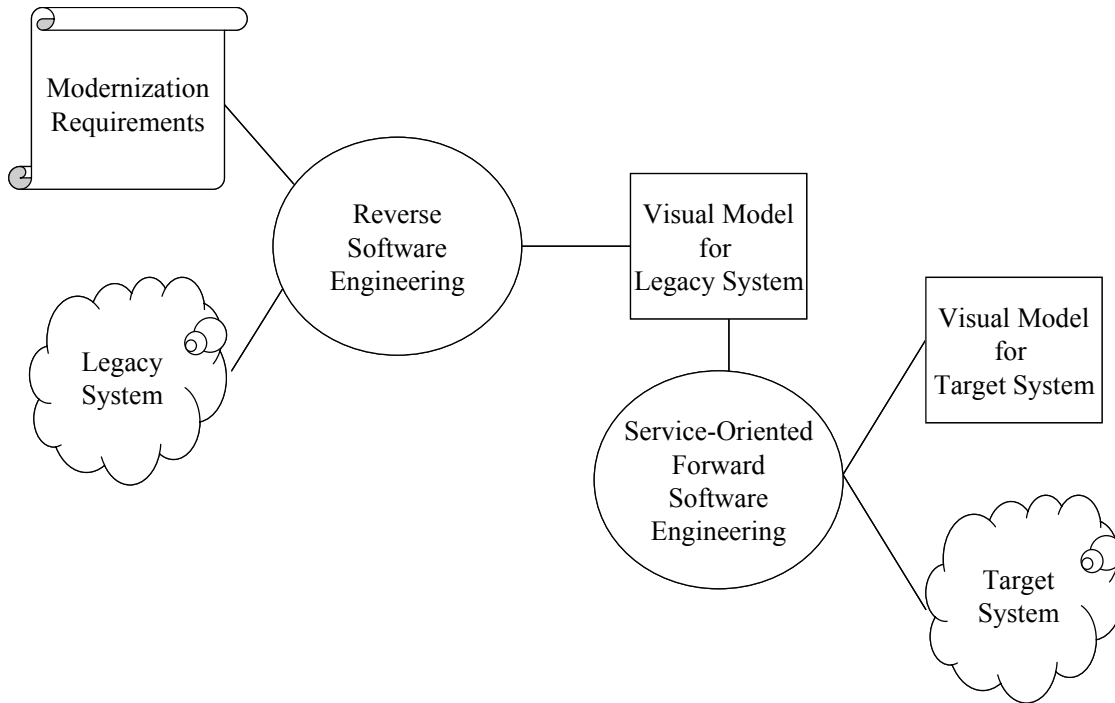 Modernization
Requirements
Reverse
Software
Engineering
Visual Model
for
Legacy System
Legacy
System
Visual Model
for
Target System
Service-Oriented
Forward
Software
Engineering
Target
System